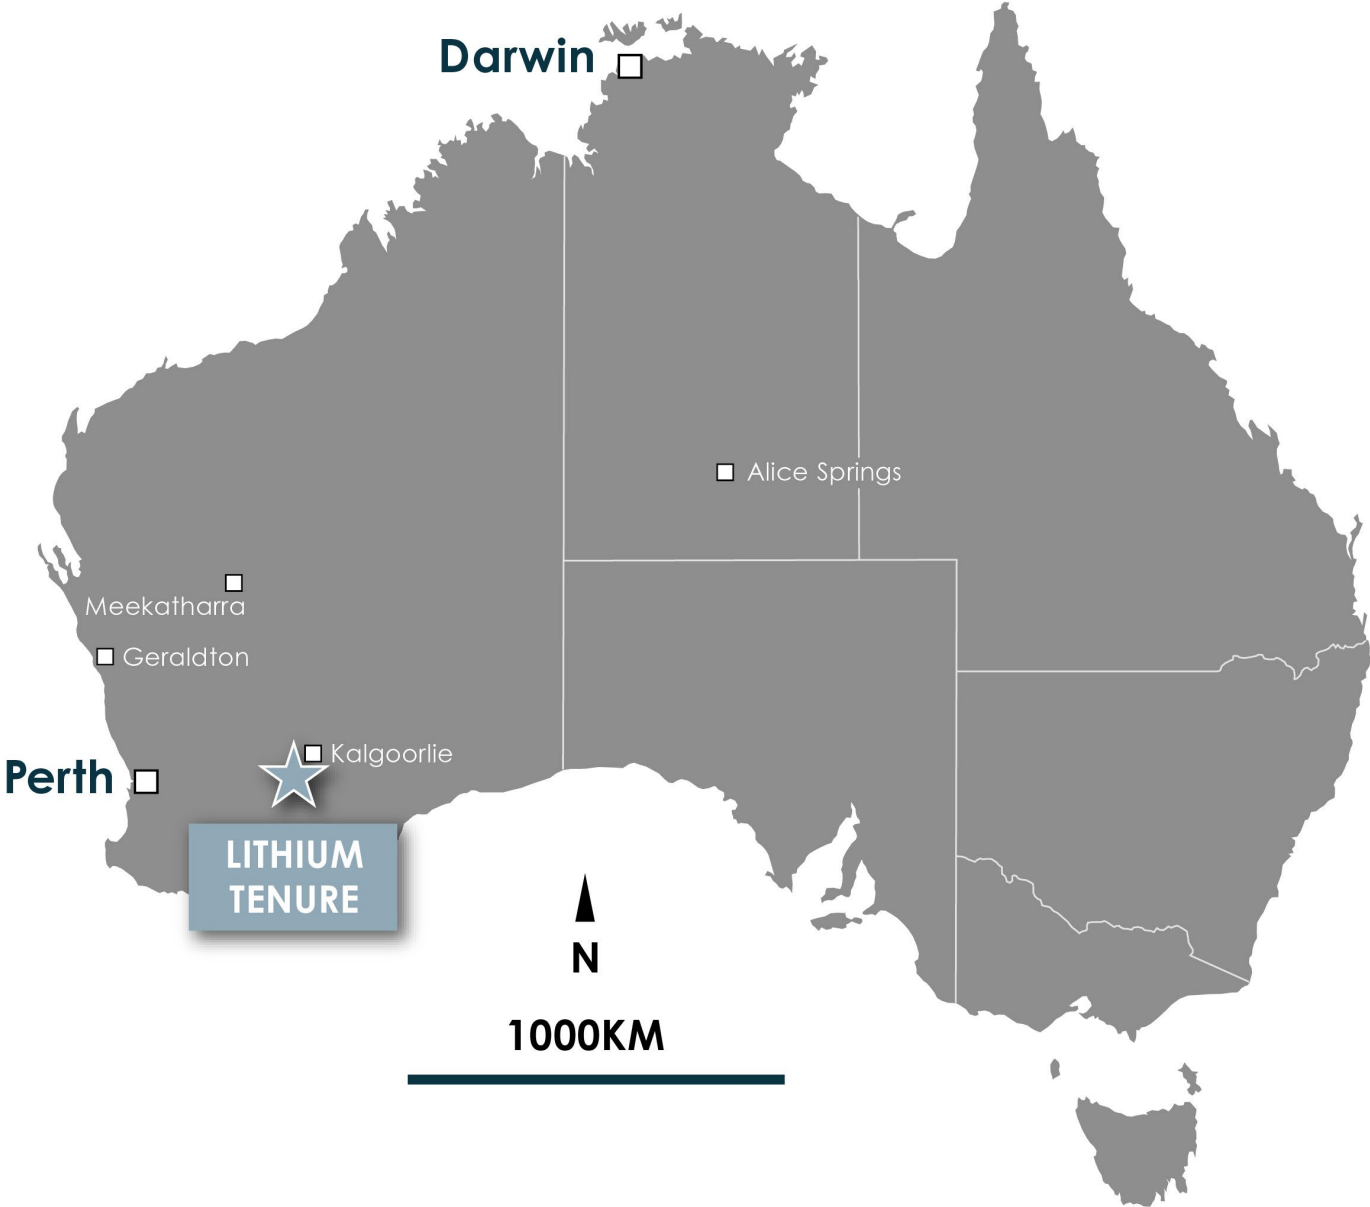 Darwin
Alice Springs
Meekatharra
Geraldton
Kalgoorlie
Perth
LITHIUM
TENURE
N
1000KM